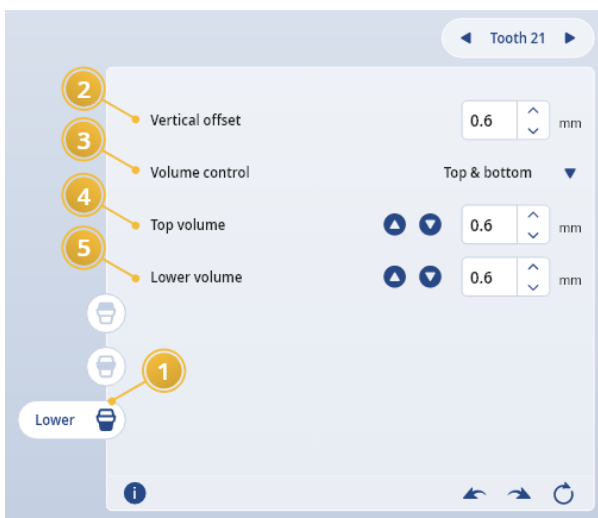 Tooth 21
2
Vertical offset 0.6 mm
3
Volume control Top & bottom
4
Top volume 0.6 mm
5
Lower volume 0.6 mm
1
Lower
i